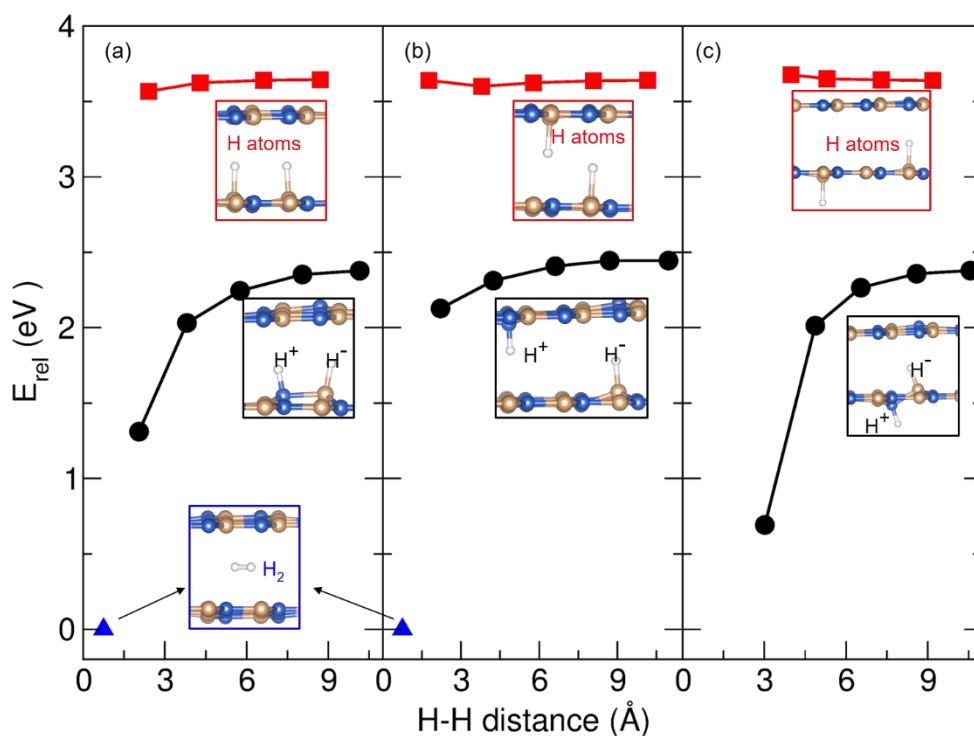 (a)
(b)
(c)
4
3
2
1
0
E_rel (eV)
H atoms
H atoms
H atoms
H⁺ H⁻
H⁺
H⁻
H⁻
H⁺
H₂
0 3 6 9 0 3 6 9 0 3 6 9
H-H distance (Å)